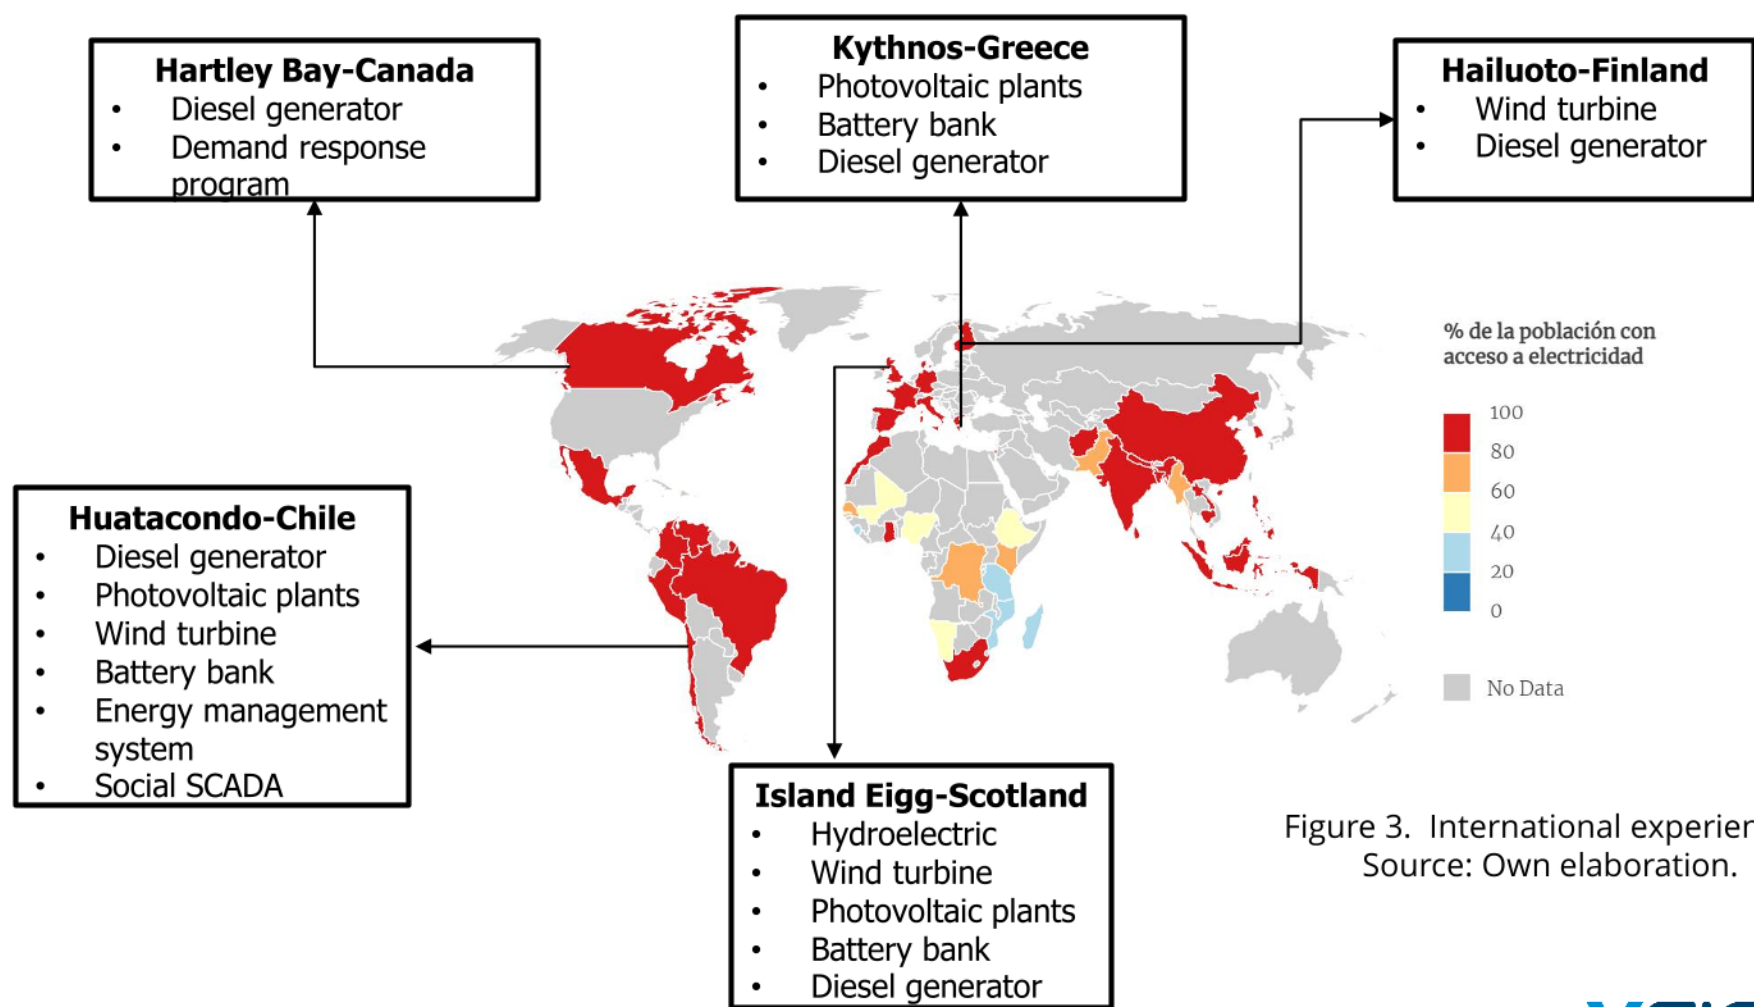 Hartley Bay-Canada
• Diesel generator
• Demand response
program
Kythnos-Greece
• Photovoltaic plants
• Battery bank
• Diesel generator
Hailuoto-Finland
• Wind turbine
• Diesel generator
% de la población con
acceso a electricidad
100
80
60
40
20
0
No Data
Huatacondo-Chile
• Diesel generator
• Photovoltaic plants
• Wind turbine
• Battery bank
• Energy management
system
• Social SCADA
Island Eigg-Scotland
• Hydroelectric
• Wind turbine
• Photovoltaic plants
• Battery bank
• Diesel generator
Figure 3. International experien
Source: Own elaboration.